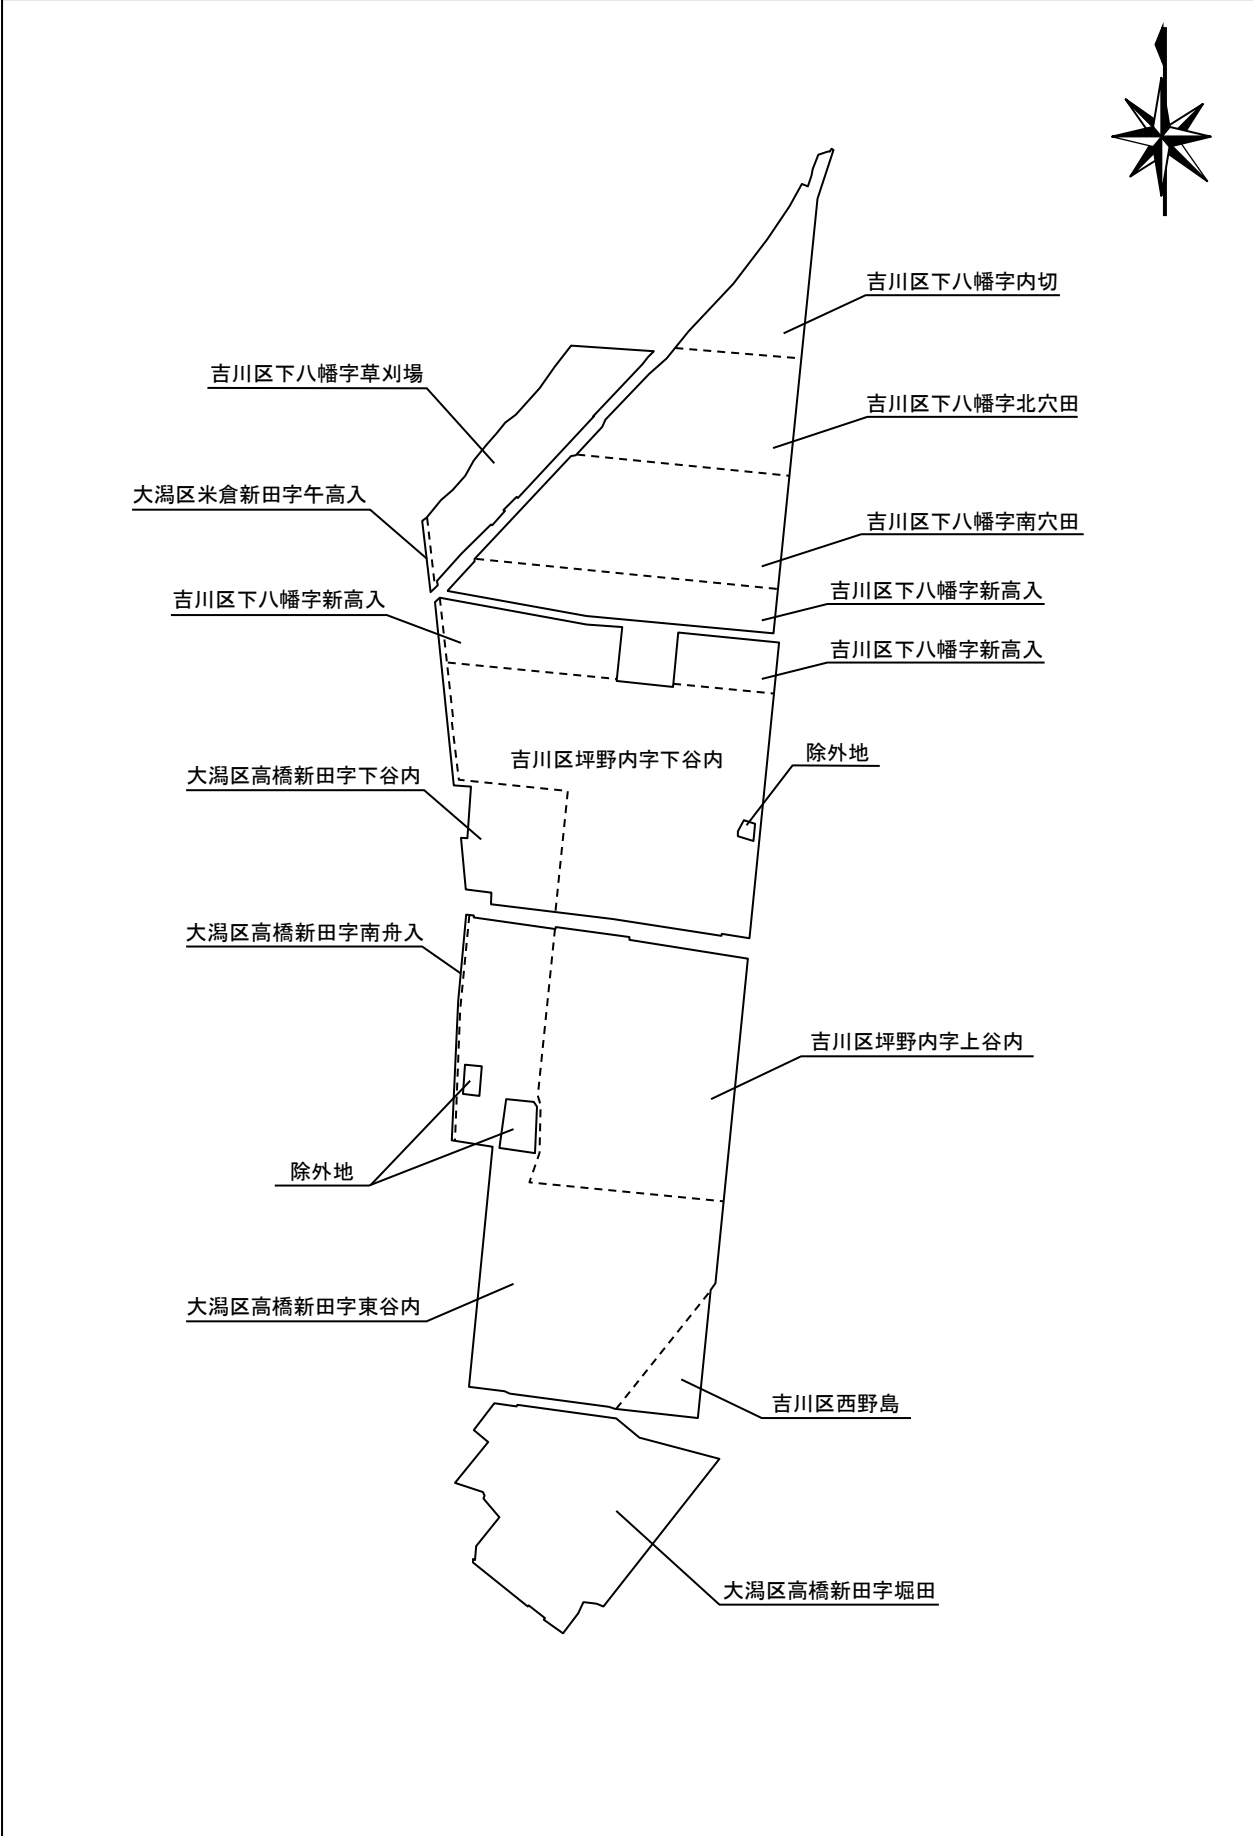 吉川区下八幡字内切
吉川区下八幡字草刈場
吉川区下八幡字北穴田
大潟区米倉新田字午高入
吉川区下八幡字南穴田
吉川区下八幡字新高入
吉川区下八幡字新高入
吉川区下八幡字新高入
吉川区坪野内字下谷内
除外地
大潟区高橋新田字下谷内
大潟区高橋新田字南舟入
吉川区坪野内字上谷内
除外地
大潟区高橋新田字東谷内
吉川区西野島
大潟区高橋新田字堀田